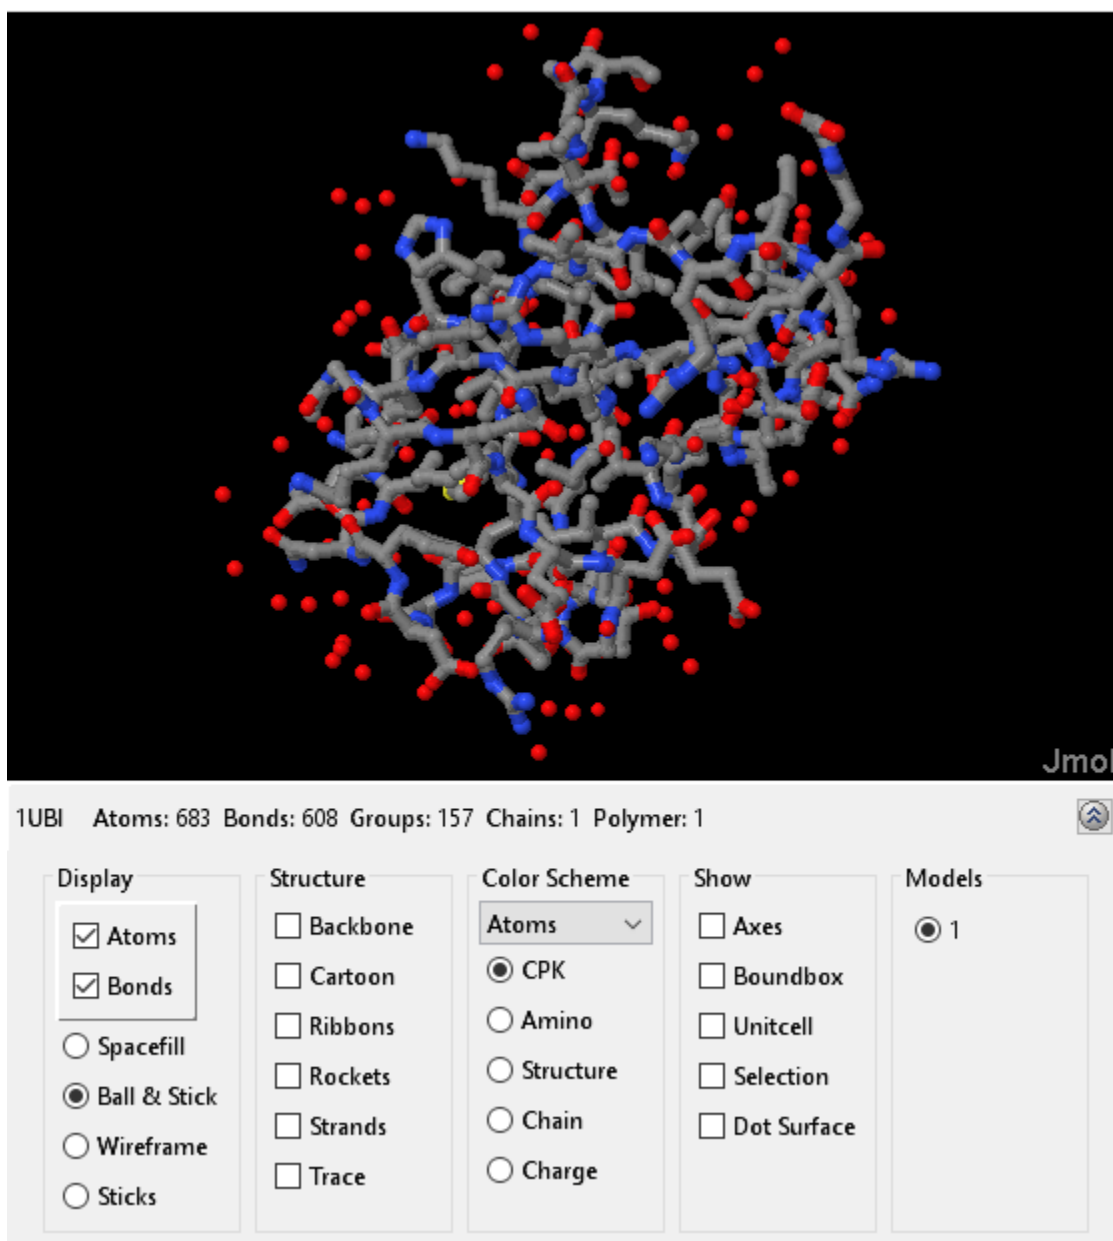 Jmol
1UBI Atoms: 683 Bonds: 608 Groups: 157 Chains: 1 Polymer: 1
Display
Atoms
Bonds
Spacefill
Ball & Stick
Wireframe
Sticks
Structure
Backbone
Cartoon
Ribbons
Rockets
Strands
Trace
Color Scheme
Atoms
CPK
Amino
Structure
Chain
Charge
Show
Axes
Boundbox
Unitcell
Selection
Dot Surface
Models
1